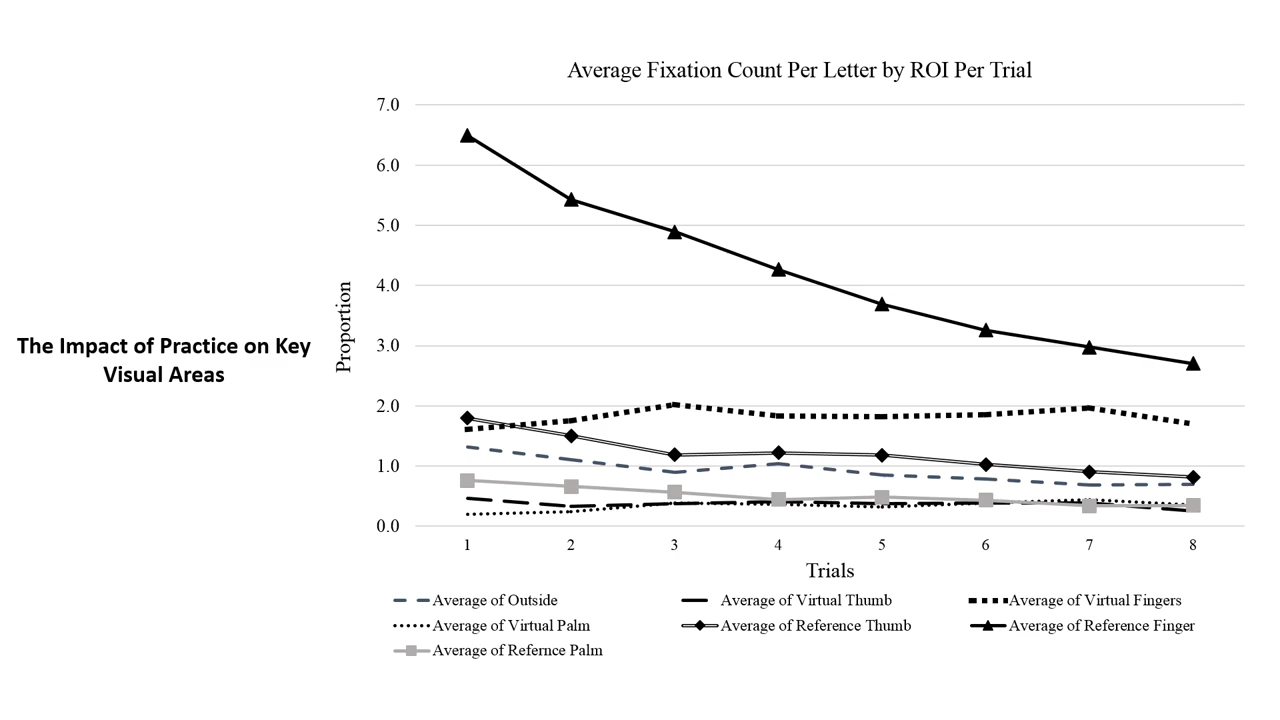 Average Fixation Count Per Letter by ROI Per Trial
7.0
6.0
5.0
4.0
3.0
2.0
1.0
0.0
Proportion
The Impact of Practice on Key
Visual Areas
1 2 3 4 5 6 7 8
Trials
Average of Outside Average of Virtual Thumb Average of Virtual Fingers
Average of Virtual Palm Average of Reference Thumb Average of Reference Finger
Average of Refernce Palm